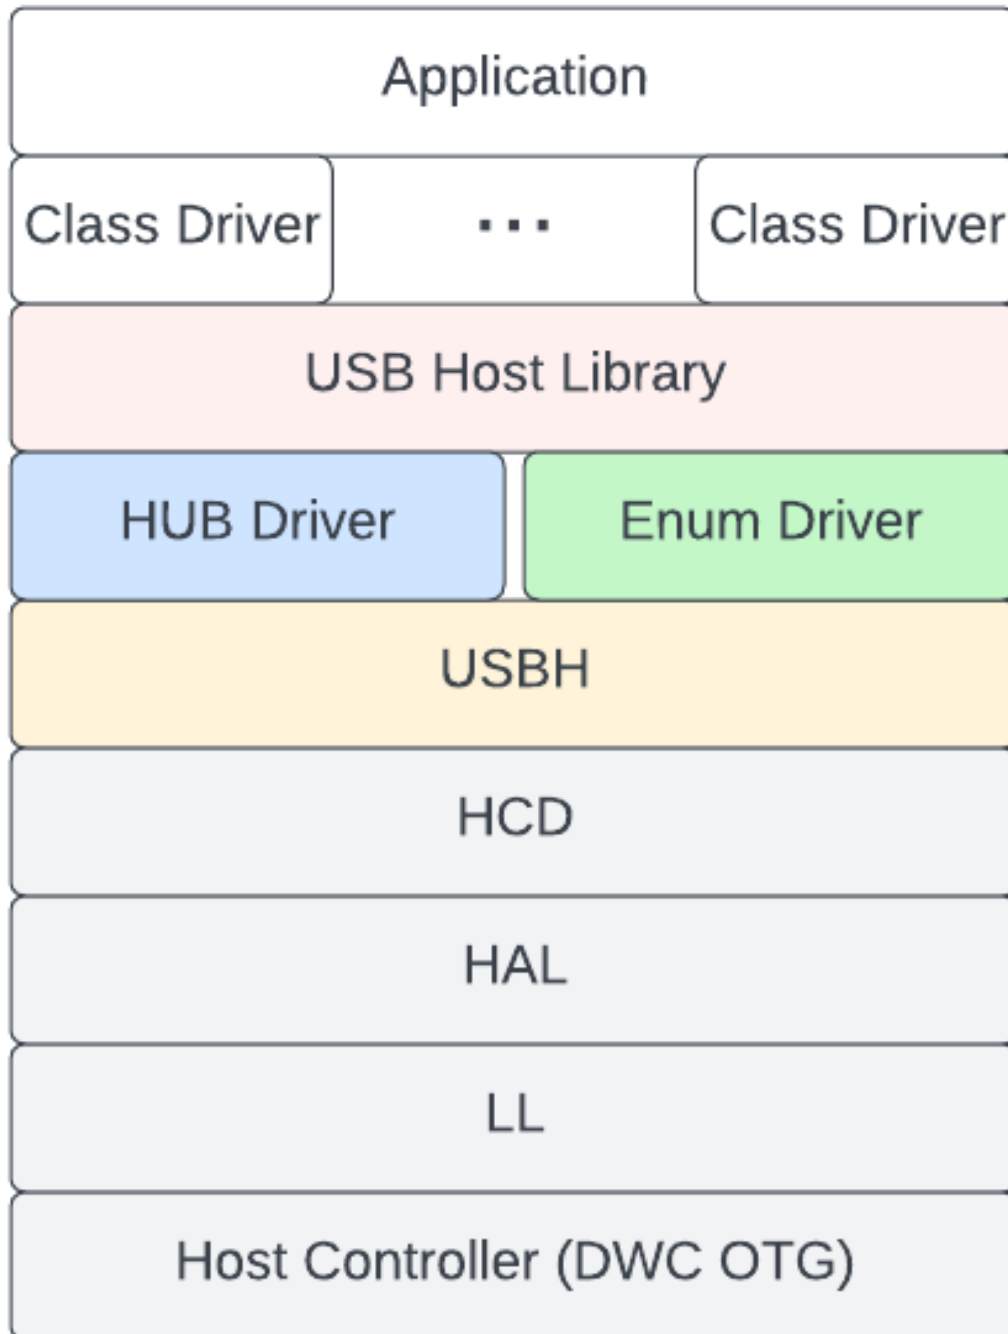 Application
Class Driver ... Class Driver
USB Host Library
HUB Driver Enum Driver
USBH
HCD
HAL
LL
Host Controller (DWC OTG)